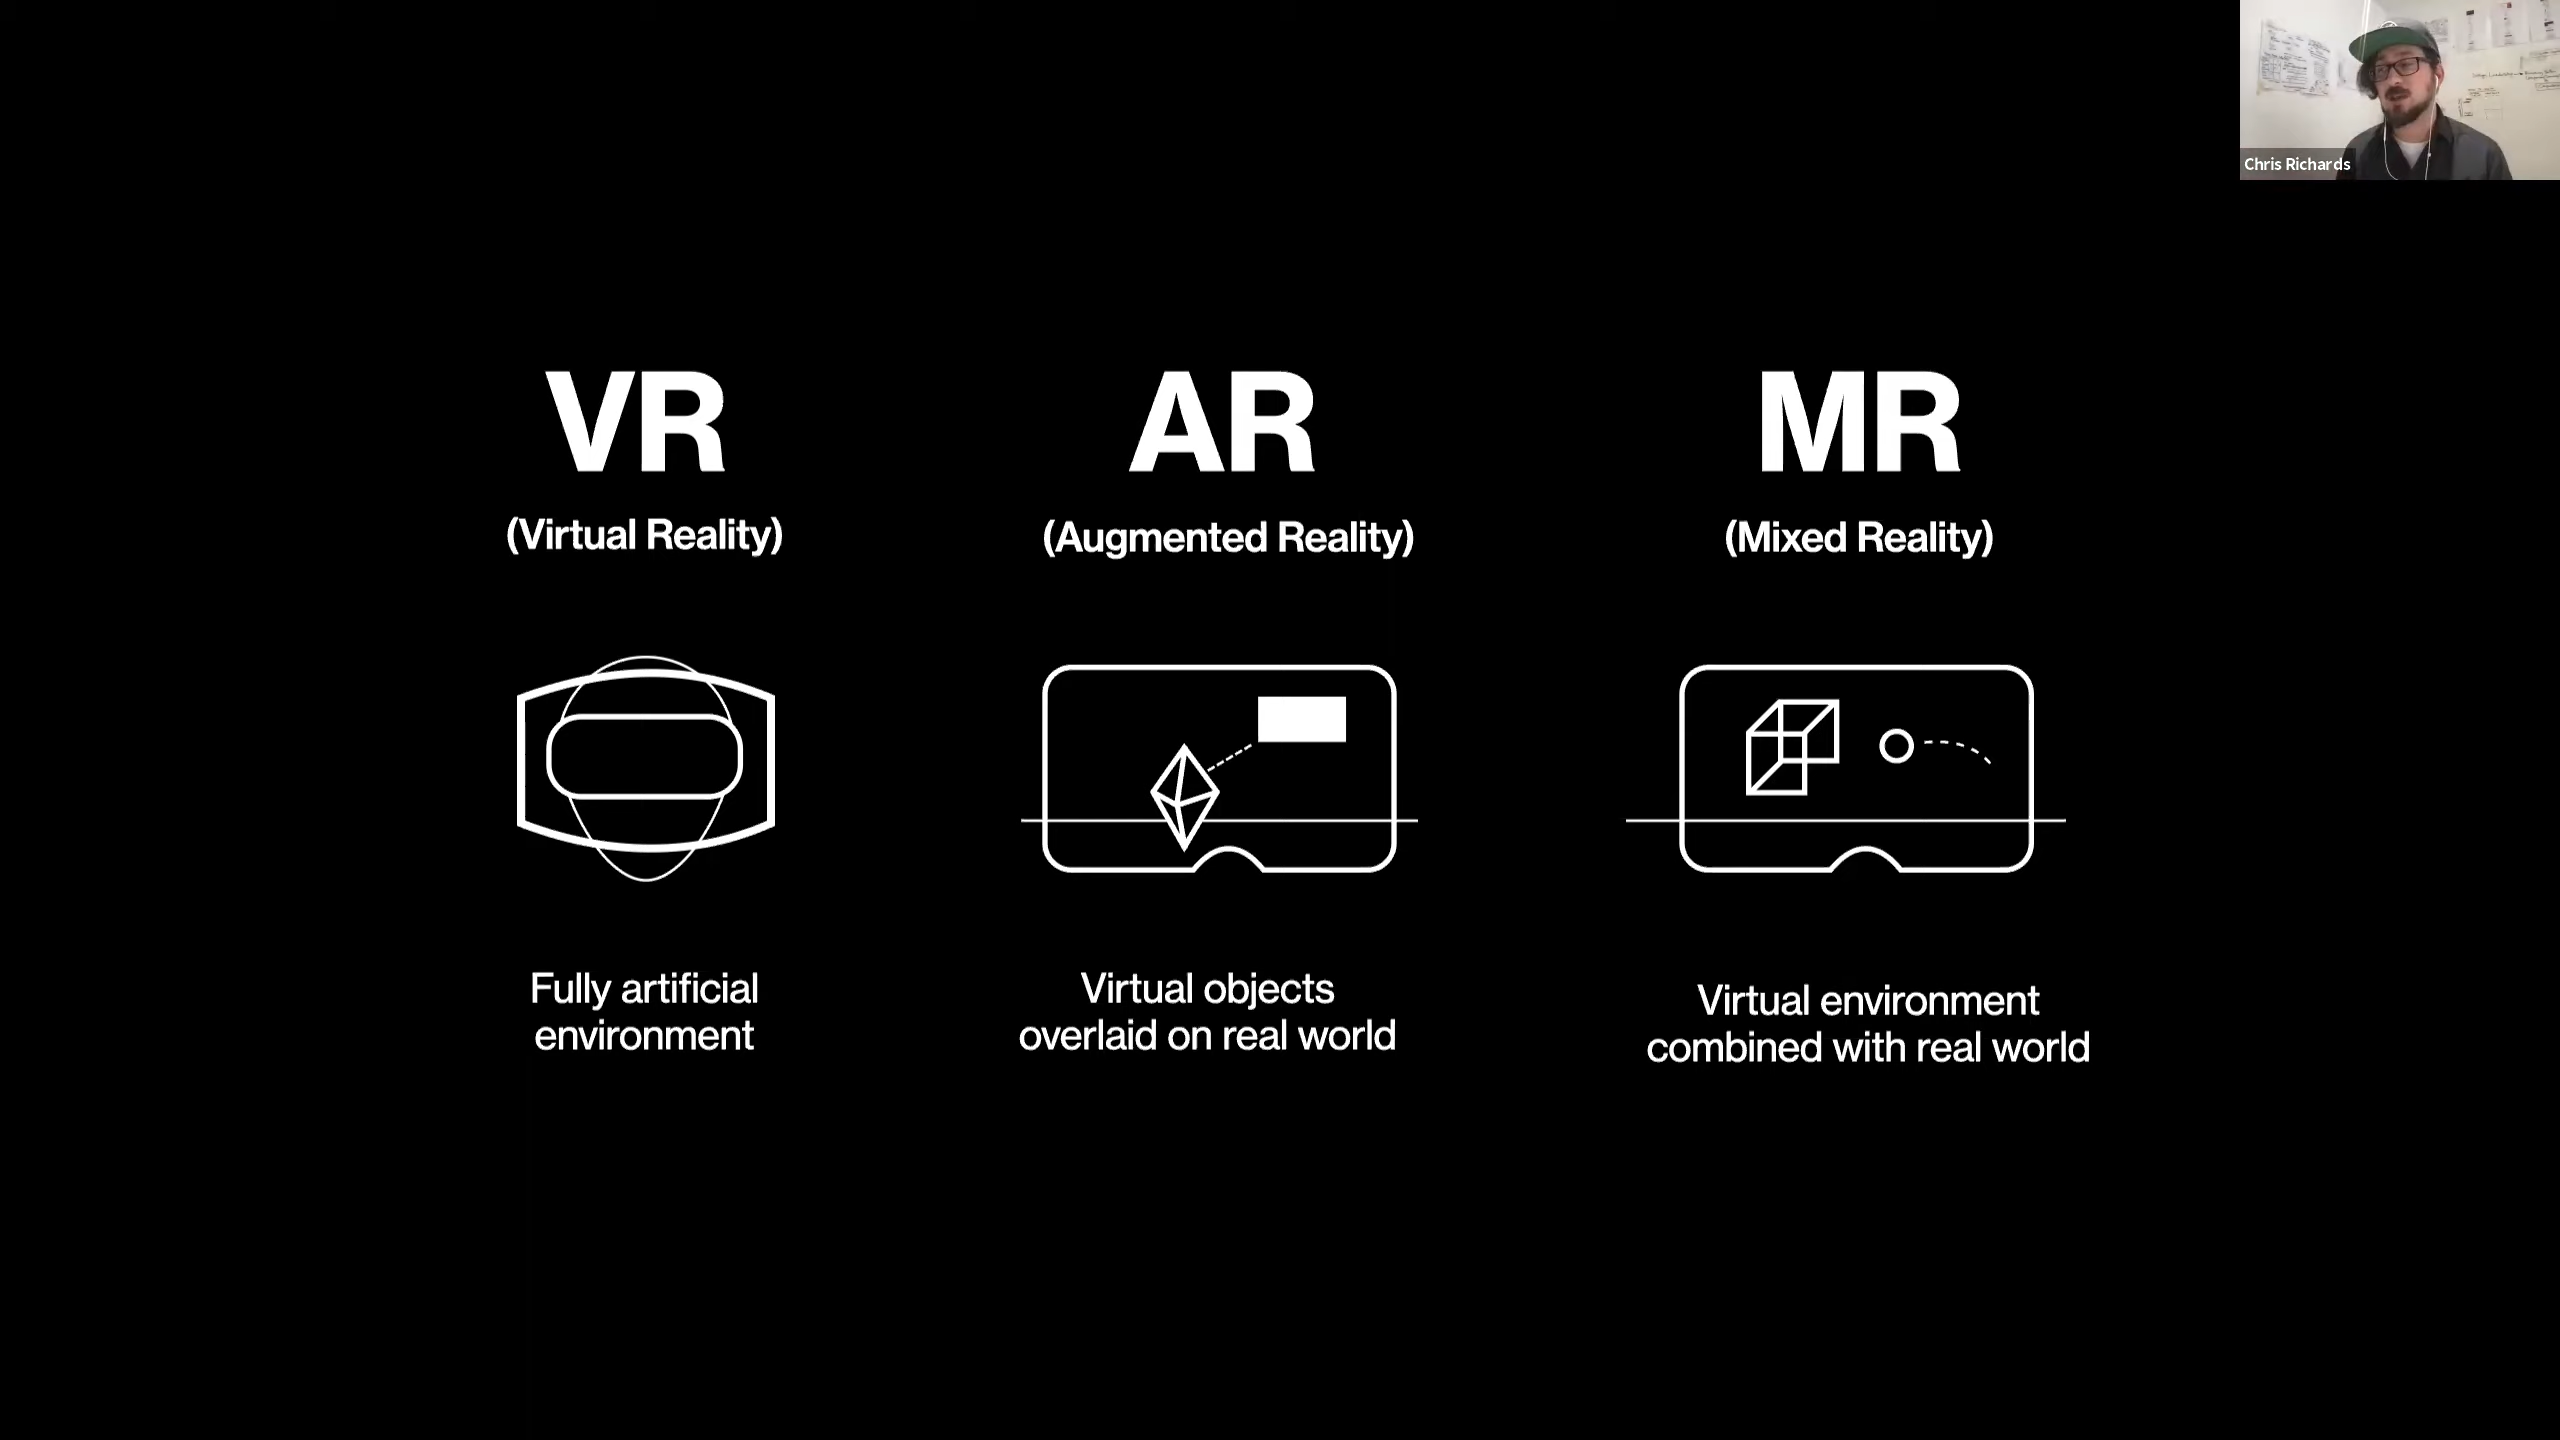 Chris Richards
VR
(Virtual Reality)
Fully artificial
environment
AR
(Augmented Reality)
Virtual objects
overlaid on real world
MR
(Mixed Reality)
Virtual environment
combined with real world